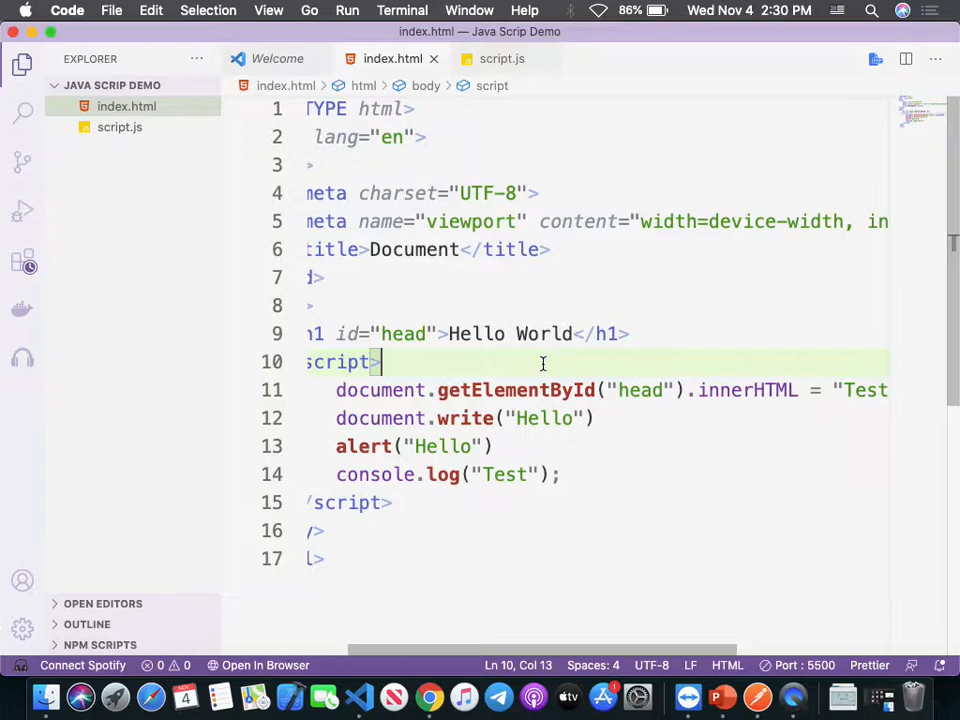 Code File Edit Selection View Go Run Terminal Window Help 86% Wed Nov 4 2:30 PM
index.html — Java Scrip Demo
EXPLORER ··· Welcome index.html × script.js ···
JAVA SCRIP DEMO index.html > html > body > script
index.html
script.js
1 TYPE html>
2 lang="en">
3 >
4 meta charset="UTF-8">
5 meta name="viewport" content="width=device-width, in
6 title>Document</title>
7 d>
8 >
9 h1 id="head">Hello World</h1>
10 script>
11 document.getElementById("head").innerHTML = "Test
12 document.write("Hello")
13 alert("Hello")
14 console.log("Test");
15 /script>
16 y>
17 l>
OPEN EDITORS
OUTLINE
NPM SCRIPTS
Connect Spotify 0 0 Open In Browser Ln 10, Col 13 Spaces: 4 UTF-8 LF HTML Port : 5500 Prettier
NOV
4
tv
1